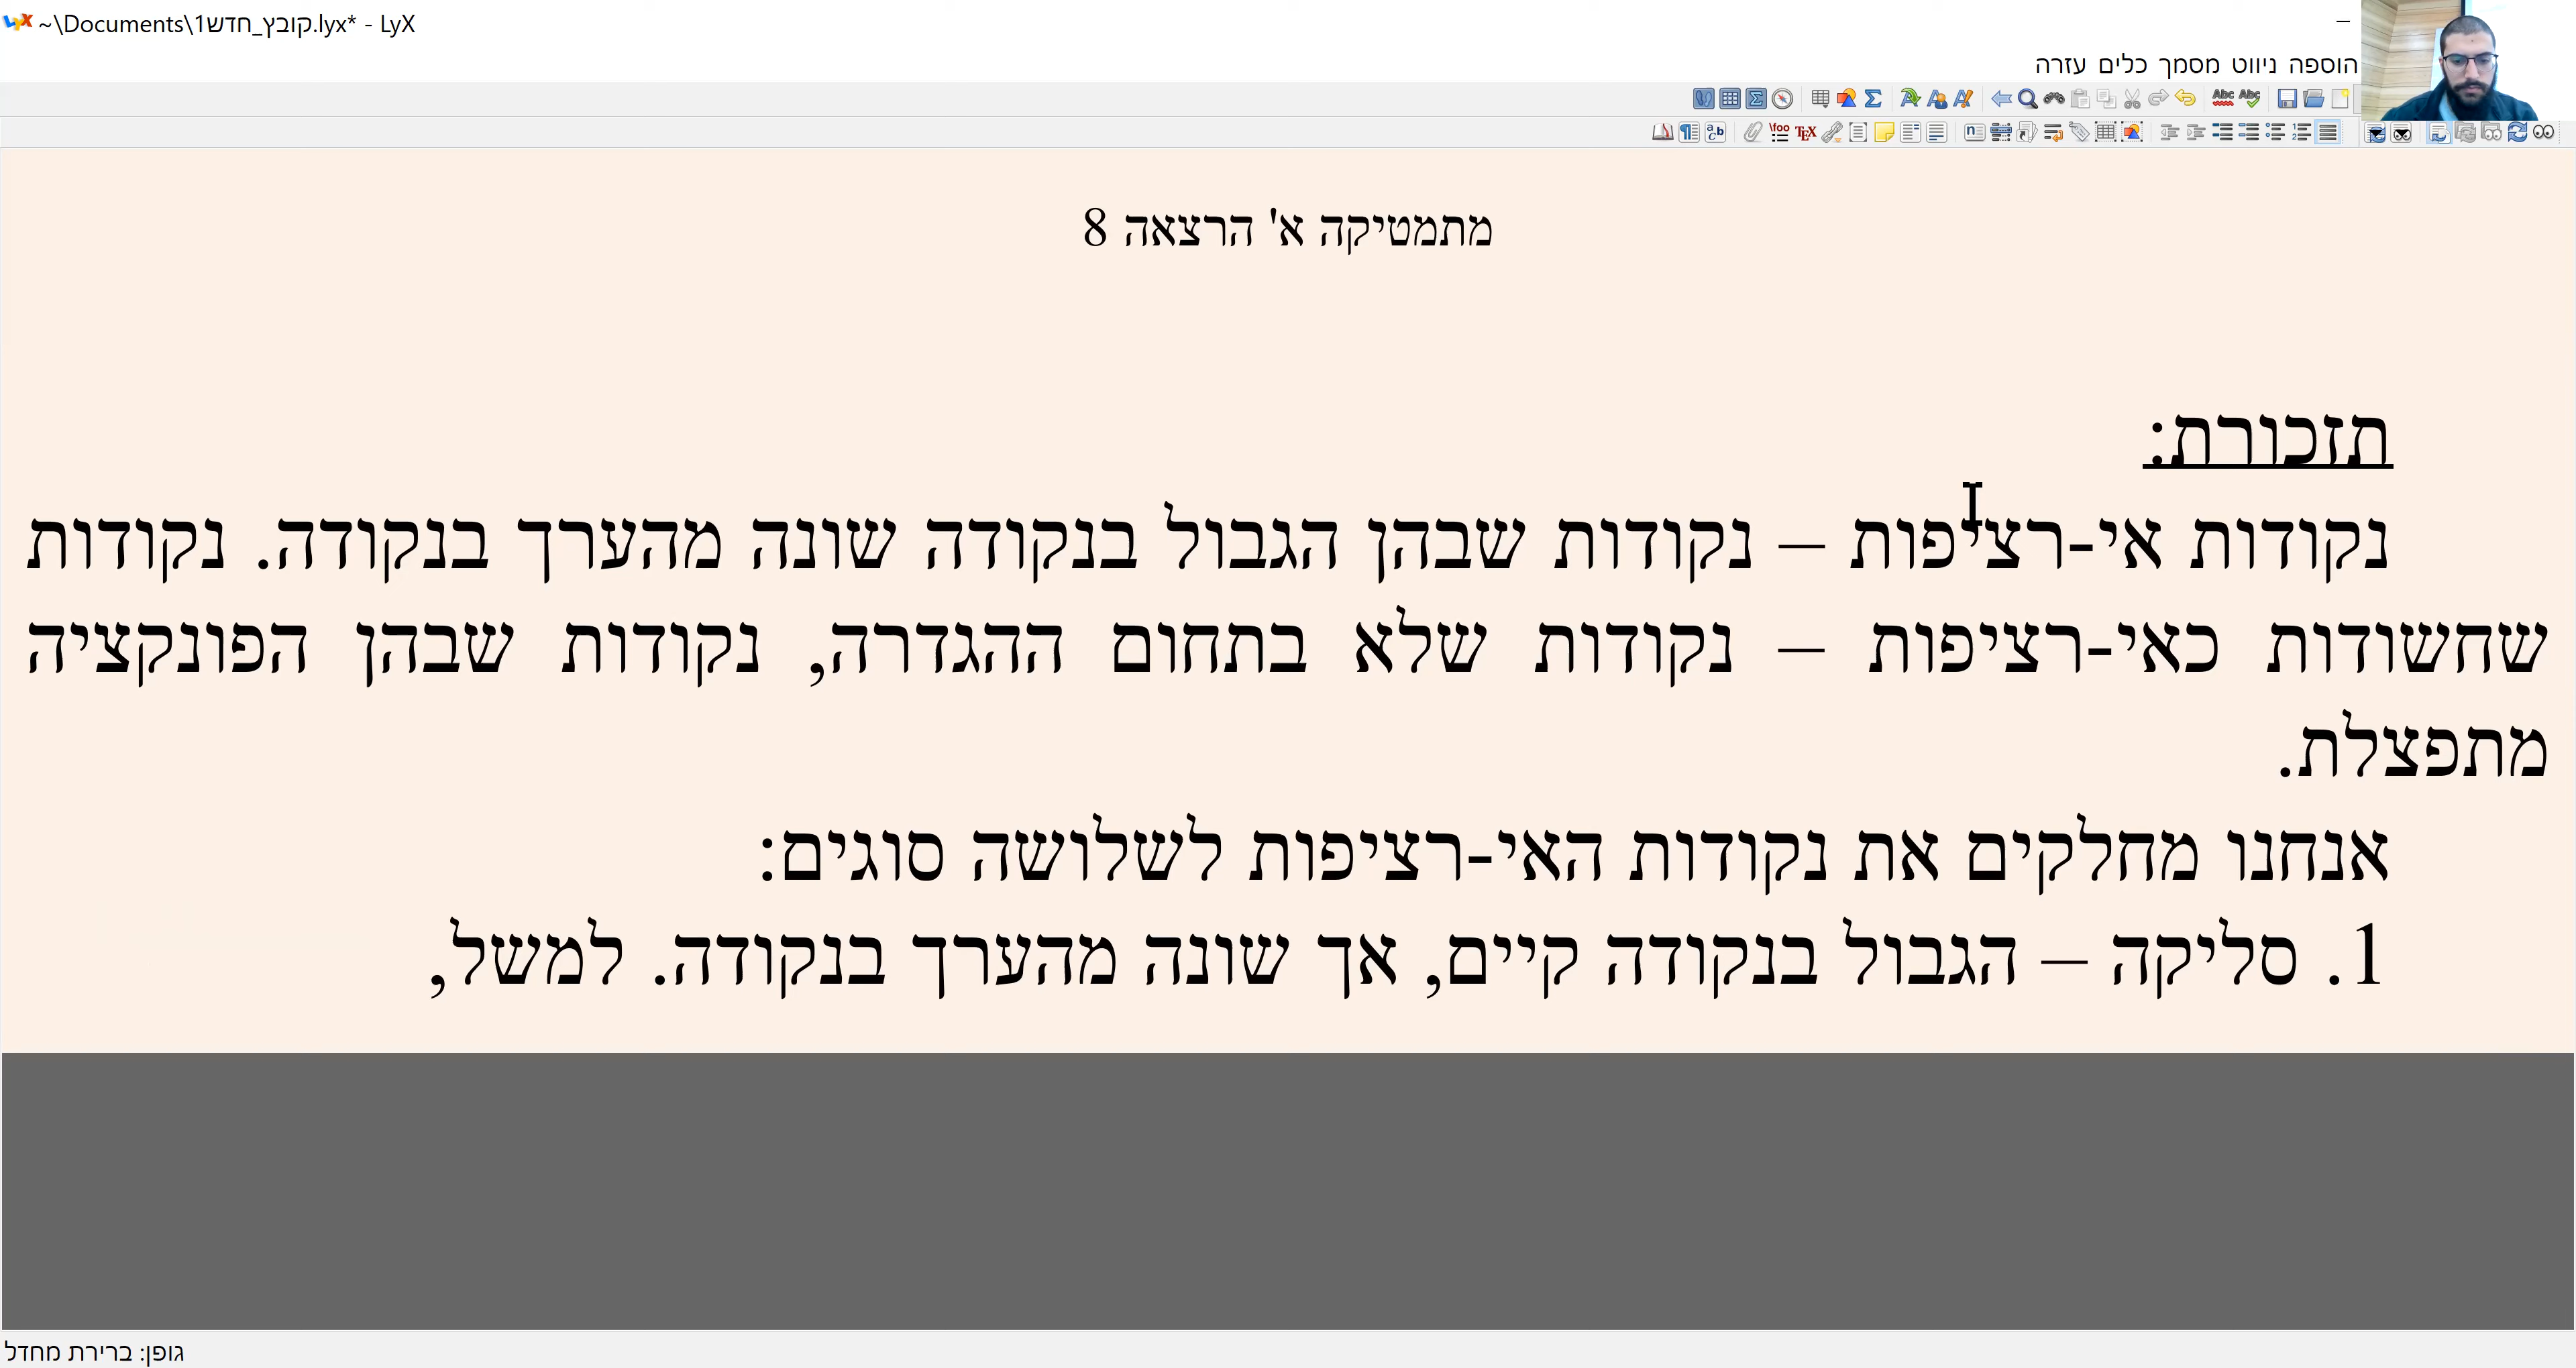 ~\Documents\קובץ_חדש1.lyx* - LyX
הוספה ניווט מסמך כלים עזרה
מתמטיקה א' הרצאה 8
תזכורת:
נקודות אי-רציפות – נקודות שבהן הגבול בנקודה שונה מהערך בנקודה. נקודות
שחשודות כאי-רציפות – נקודות שלא בתחום ההגדרה, נקודות שבהן הפונקציה
מתפצלת.
אנחנו מחלקים את נקודות האי-רציפות לשלושה סוגים:
1. סליקה – הגבול בנקודה קיים, אך שונה מהערך בנקודה. למשל,
גופן: ברירת מחדל